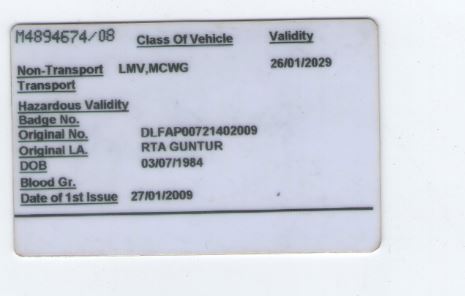 M4894674/08 Class Of Vehicle Validity
Non-Transport LMV,MCWG 26/01/2029
Transport
Hazardous Validity
Badge No.
Original No. DLFAP00721402009
Original LA. RTA GUNTUR
DOB 03/07/1984
Blood Gr.
Date of 1st Issue 27/01/2009